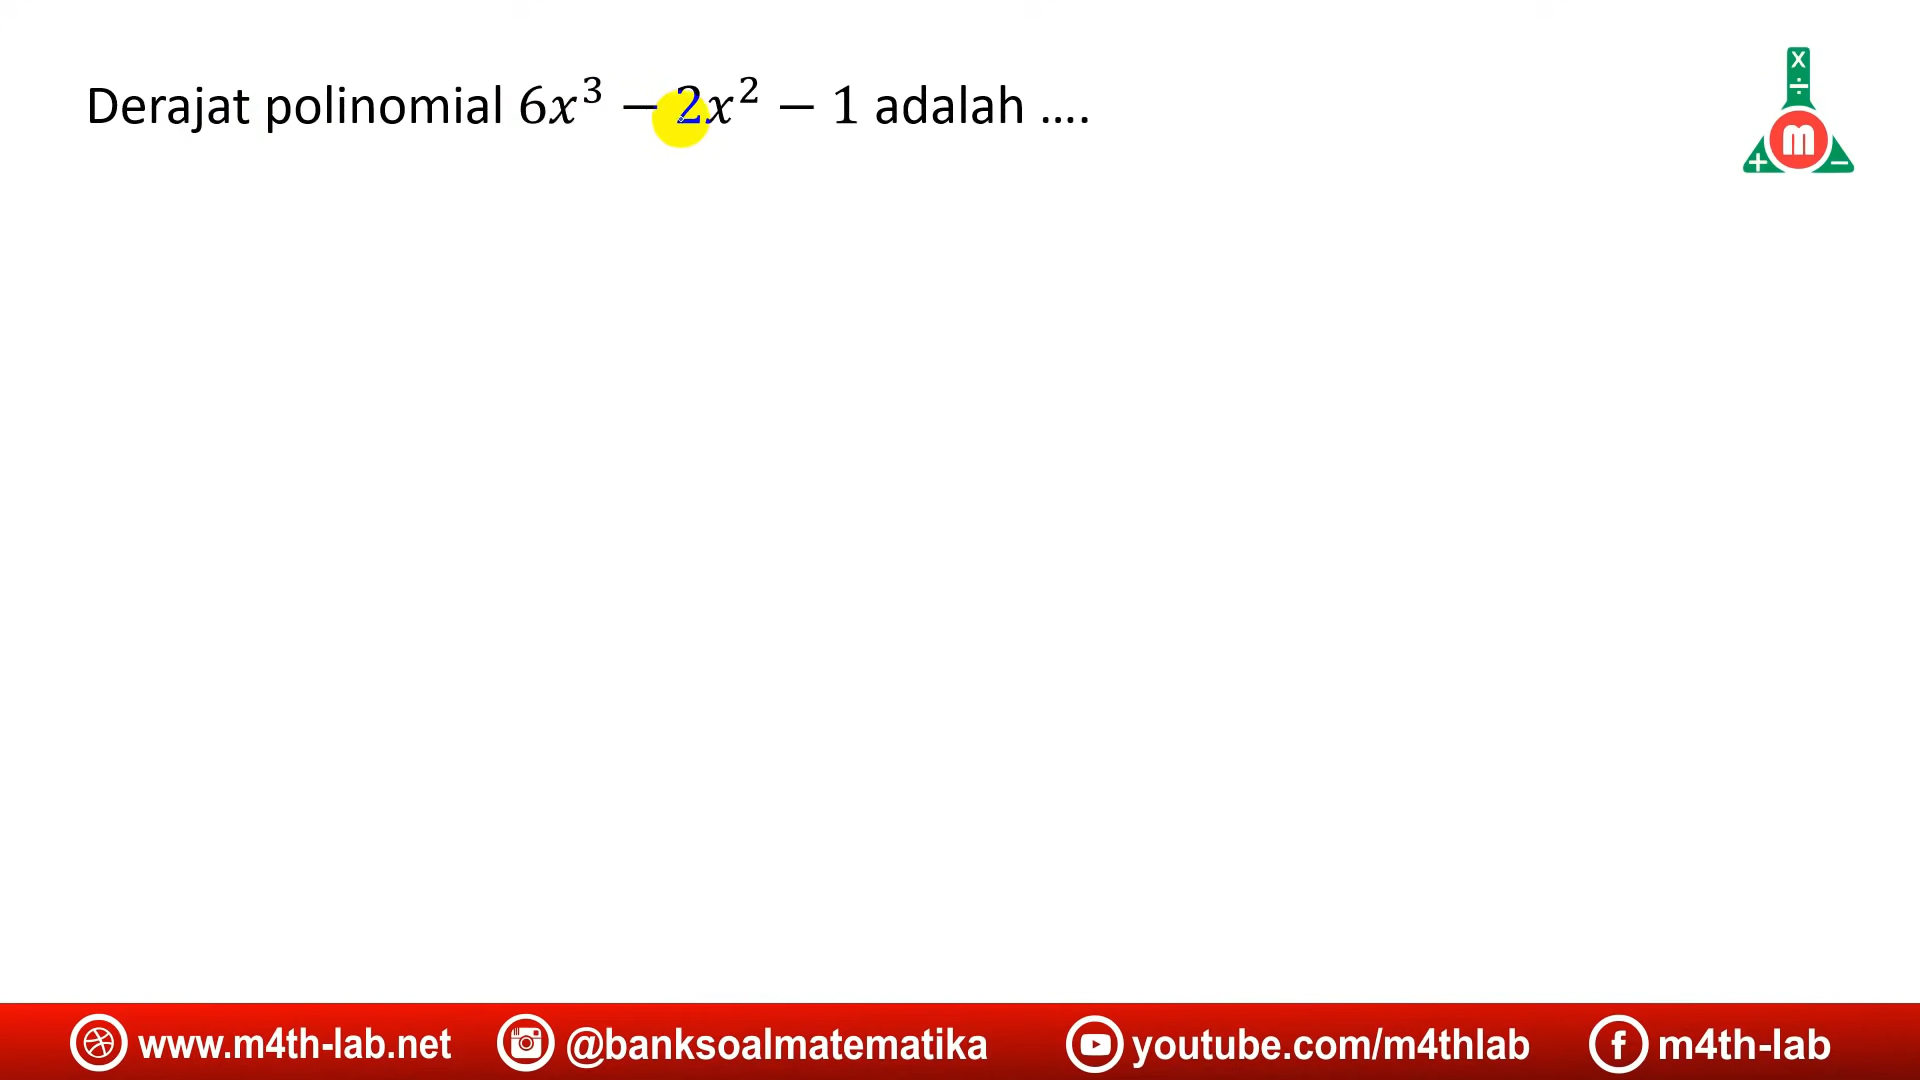 Derajat polinomial 6x³ − 2x² − 1 adalah ....
x
÷
m
+ −
www.m4th-lab.net @banksoalmatematika youtube.com/m4thlab m4th-lab